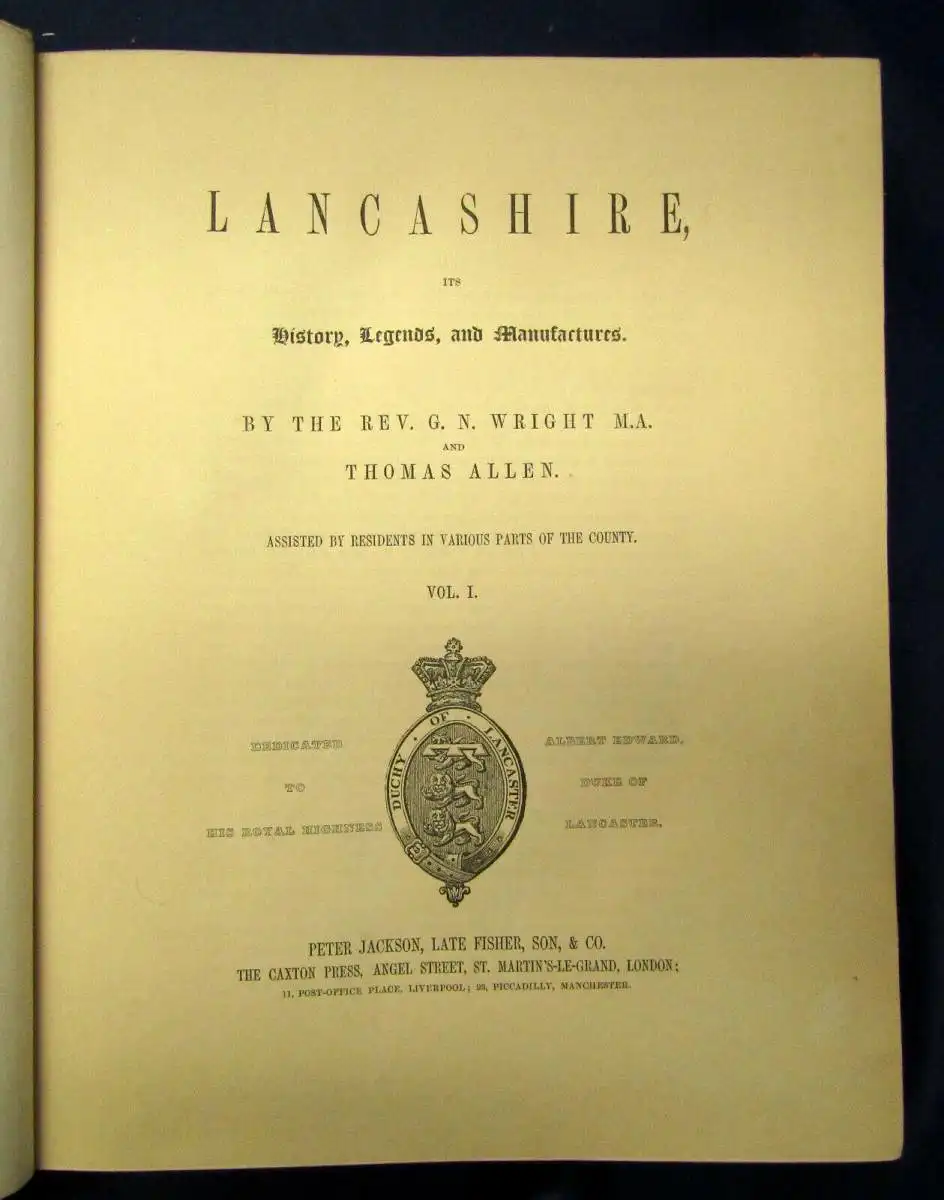 LANCASHIRE,
ITS
History, Legends, and Manufactures.
BY THE REV. G. N. WRIGHT M.A.
AND
THOMAS ALLEN.
ASSISTED BY RESIDENTS IN VARIOUS PARTS OF THE COUNTY.
VOL. I.
DUCHY · OF · LANCASTER
DEDICATED
TO
HIS ROYAL HIGHNESS
ALBERT EDWARD,
DUKE OF
LANCASTER.
PETER JACKSON, LATE FISHER, SON, & CO.
THE CAXTON PRESS, ANGEL STREET, ST. MARTIN'S-LE-GRAND, LONDON;
11, POST-OFFICE PLACE, LIVERPOOL; PICCADILLY, MANCHESTER.